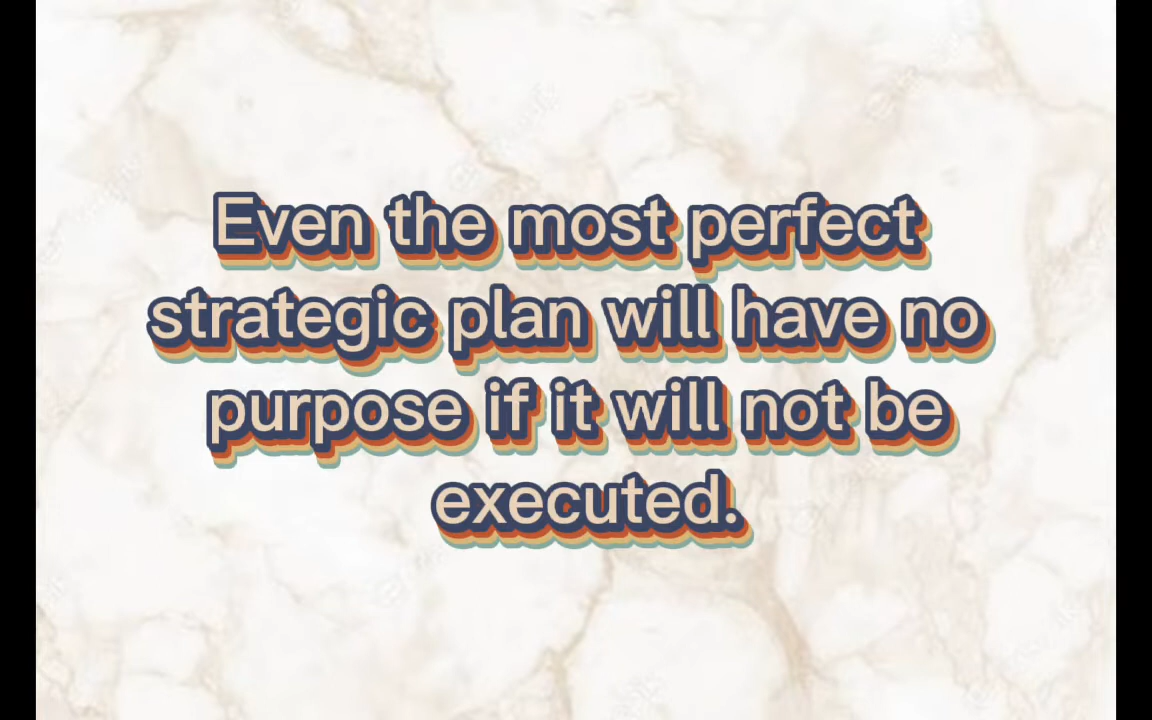 Even the most perfect
strategic plan will have no
purpose if it will not be
executed.